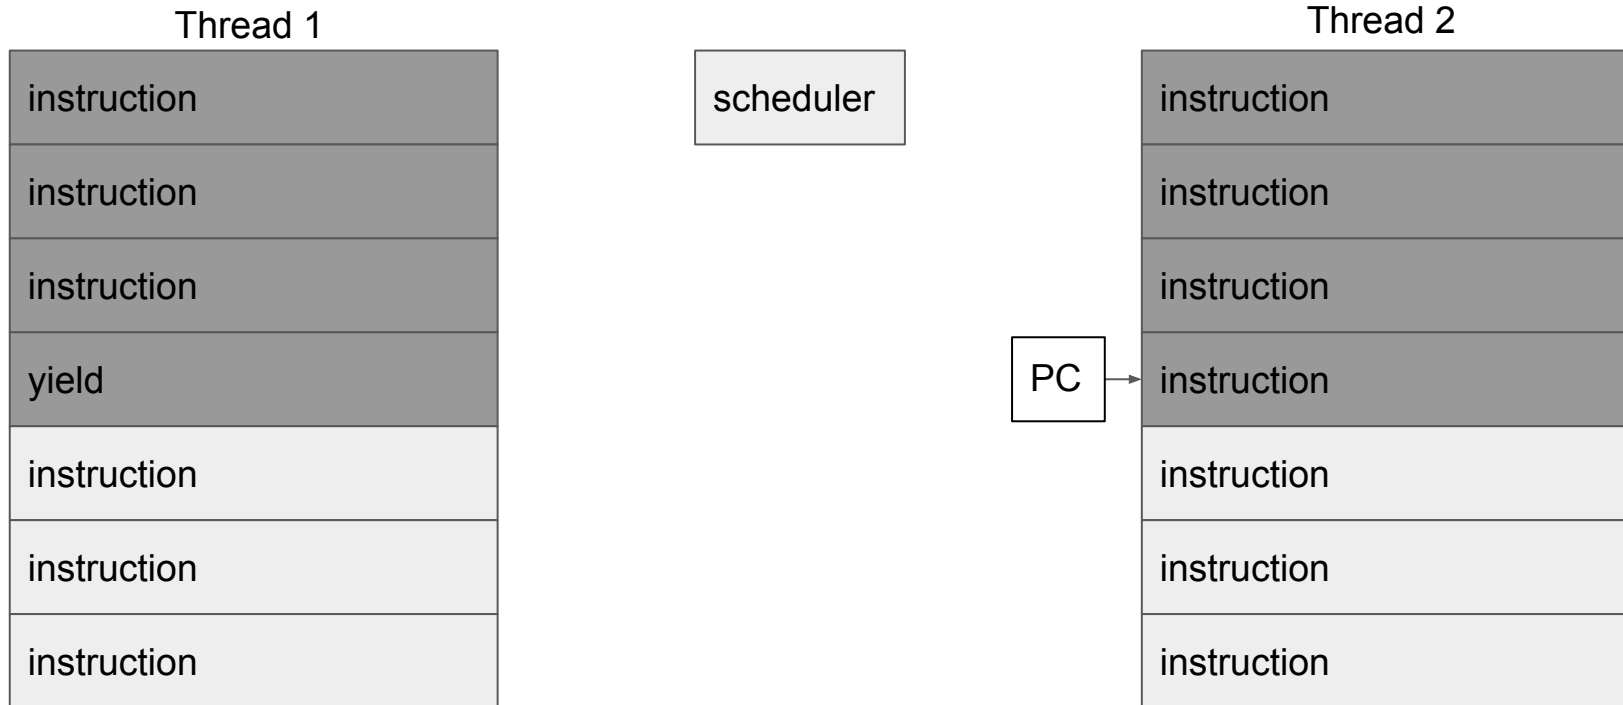 Thread 1
instruction
instruction
instruction
yield
instruction
instruction
instruction
scheduler
PC
Thread 2
instruction
instruction
instruction
instruction
instruction
instruction
instruction